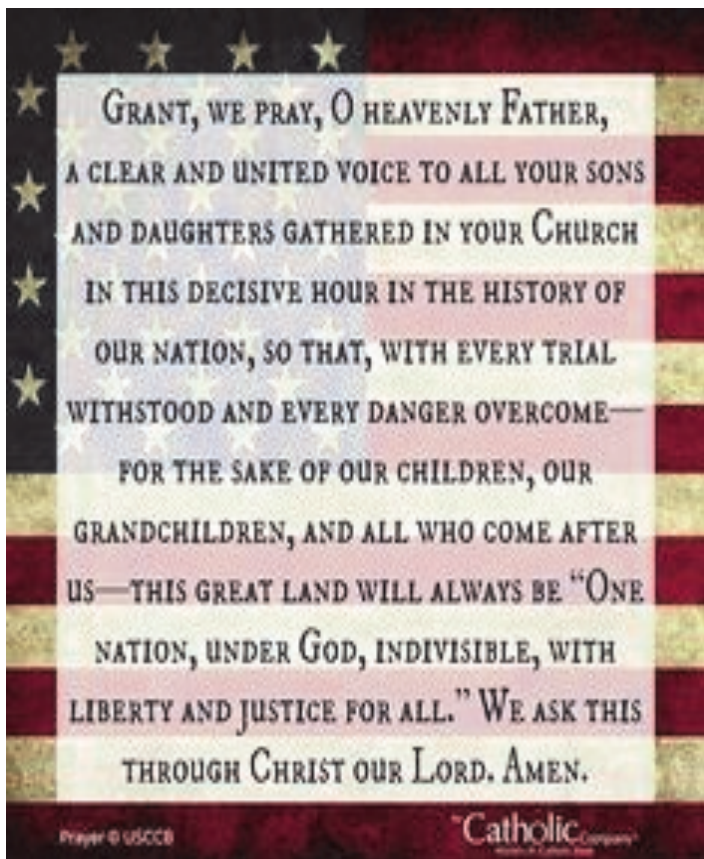 Grant, we pray, O heavenly Father,
a clear and united voice to all your sons
and daughters gathered in your Church
in this decisive hour in the history of
our nation, so that, with every trial
withstood and every danger overcome—
for the sake of our children, our
grandchildren, and all who come after
us—this great land will always be “One
nation, under God, indivisible, with
liberty and justice for all.” We ask this
through Christ our Lord. Amen.
Prayer © USCCB
The Catholic Company